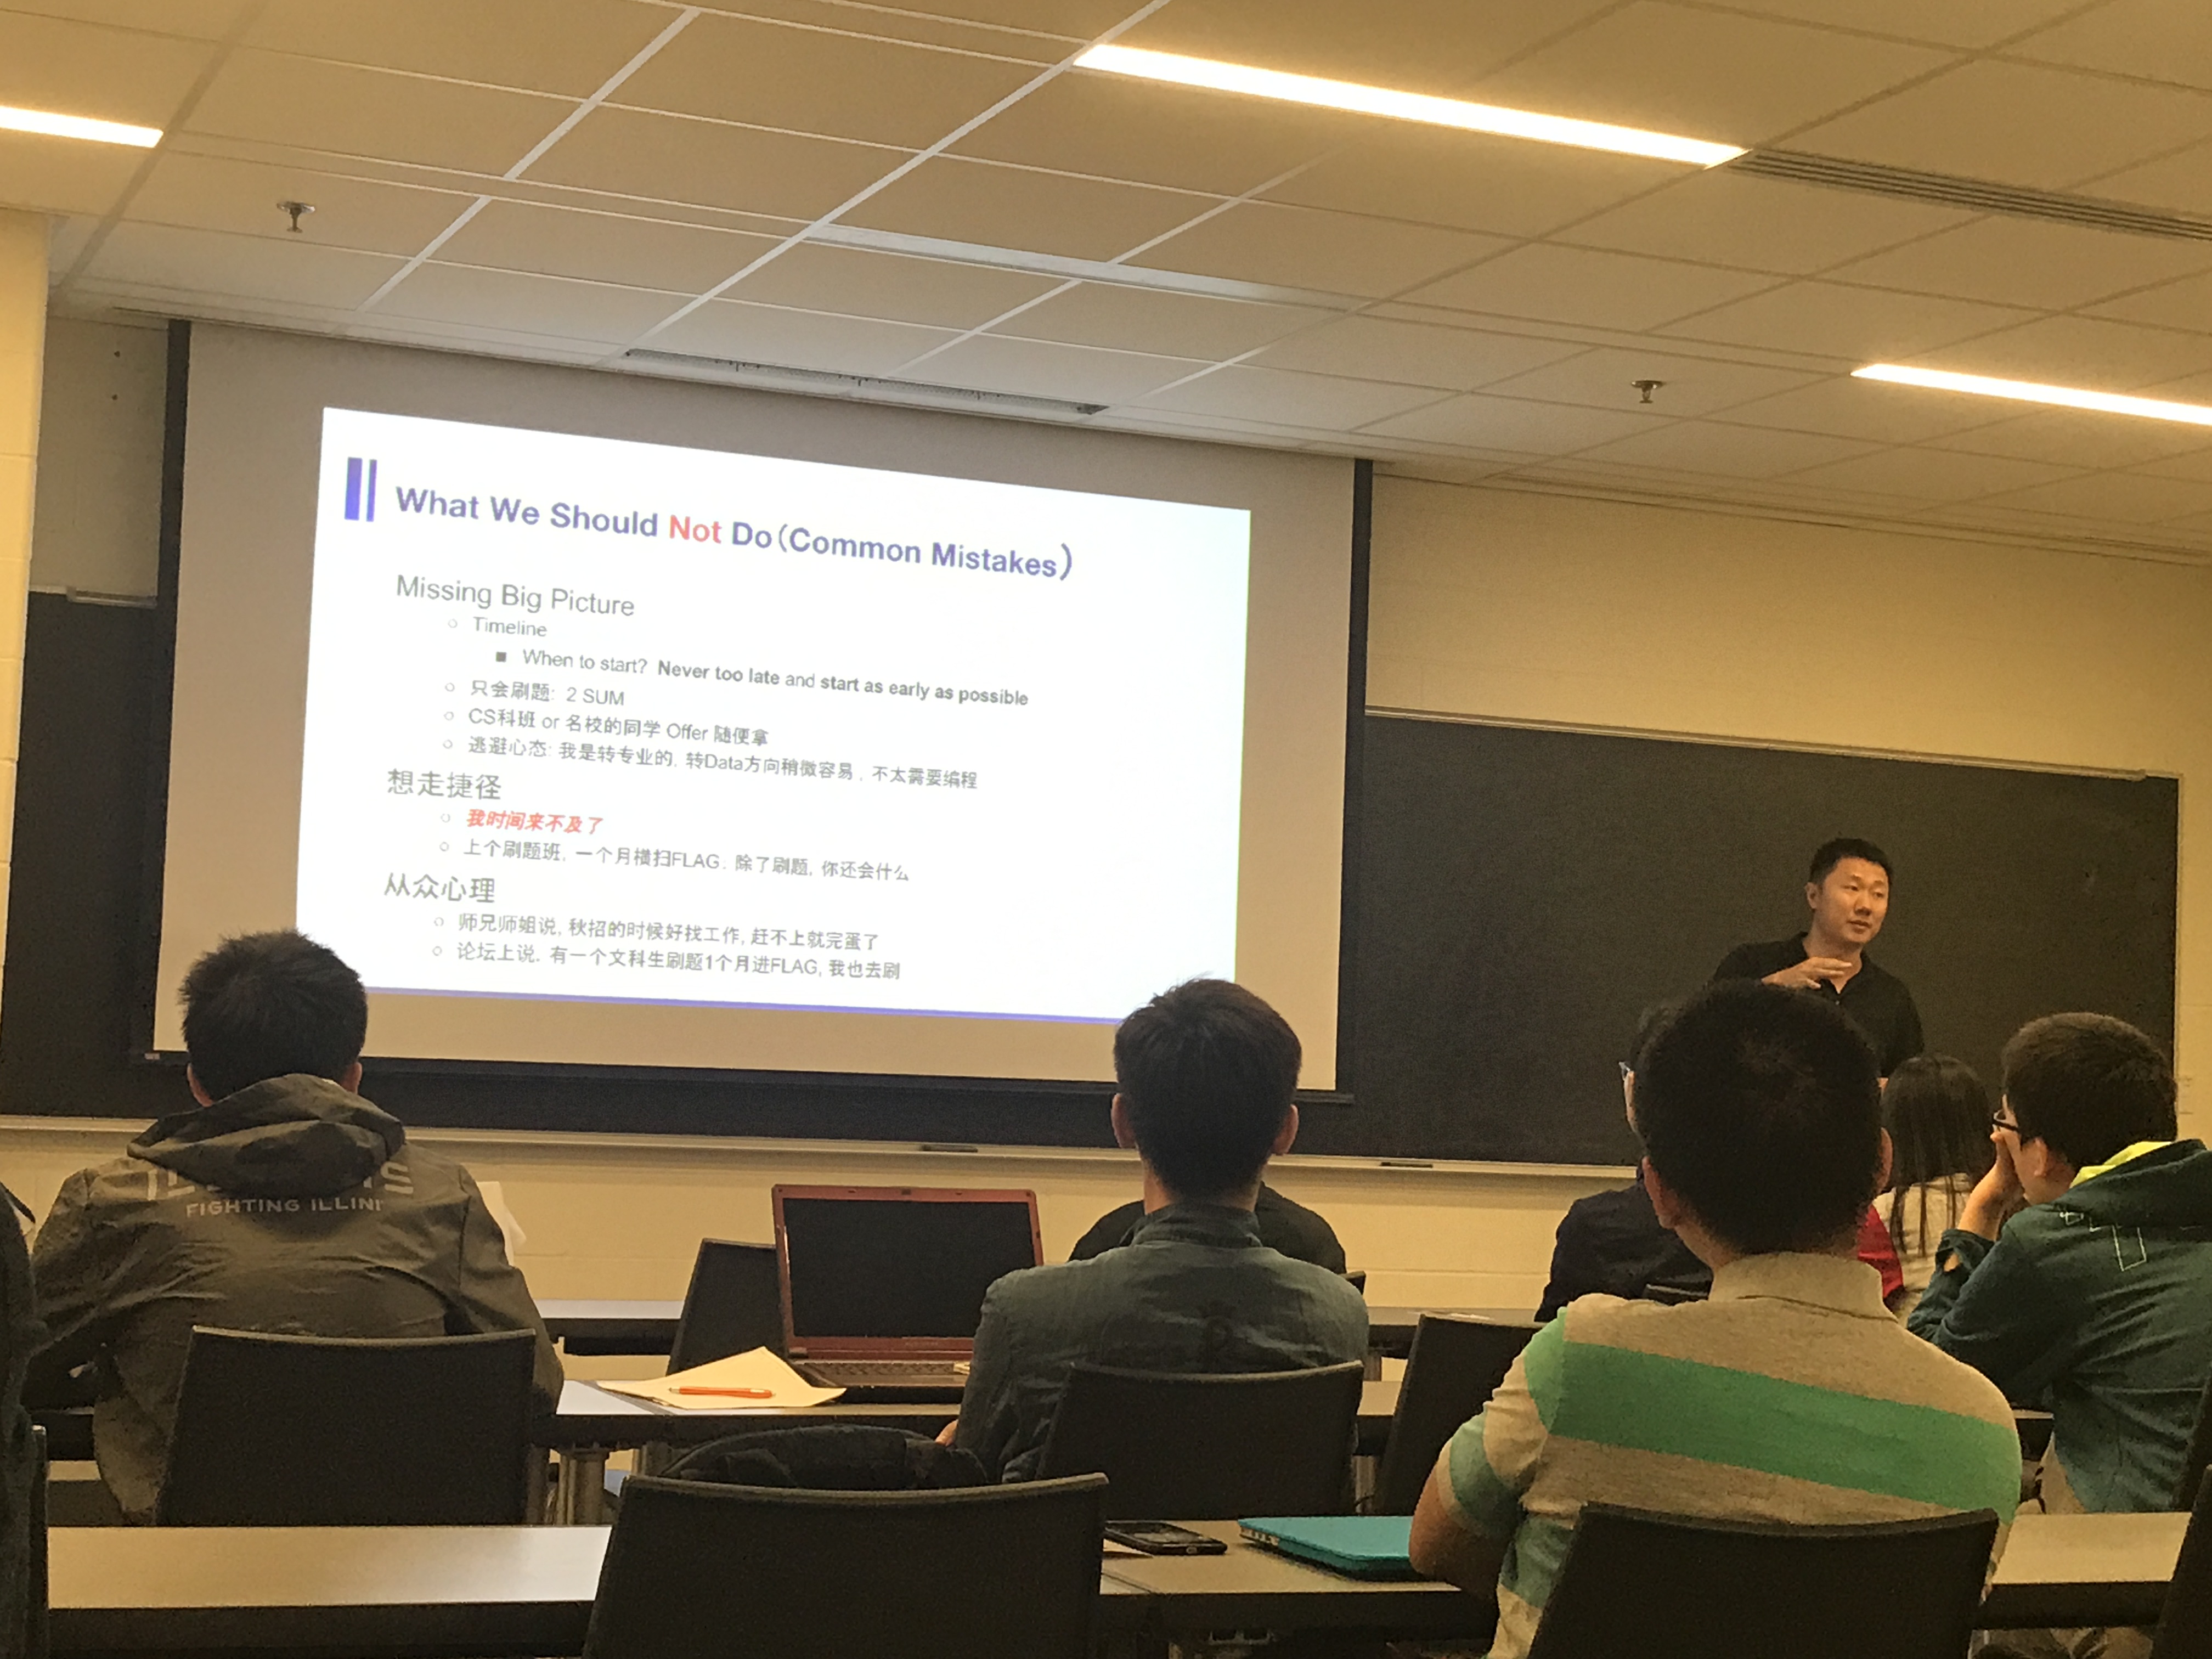 What We Should Not Do（Common Mistakes）
Missing Big Picture
Timeline
When to start? Never too late and start as early as possible
只会刷题: 2 SUM
CS科班 or 名校的同学 Offer 随便拿
逃避心态: 我是转专业的, 转Data方向稍微容易, 不太需要编程
想走捷径
我时间来不及了
上个刷题班, 一个月横扫FLAG. 除了刷题, 你还会什么
从众心理
师兄师姐说, 秋招的时候好找工作, 赶不上就完蛋了
论坛上说. 有一个文科生刷题1个月进FLAG, 我也去刷
FIGHTING ILLINI